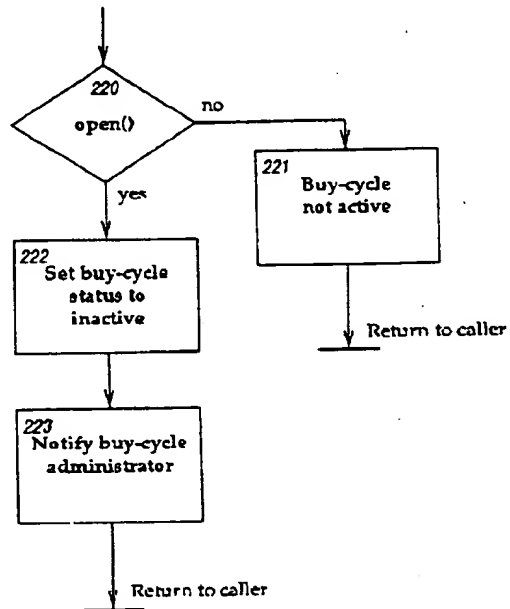 220
open()
no
yes
221
Buy-cycle
not active
222
Set buy-cycle
status to
inactive
Return to caller
223
Notify buy-cycle
administrator
Return to caller